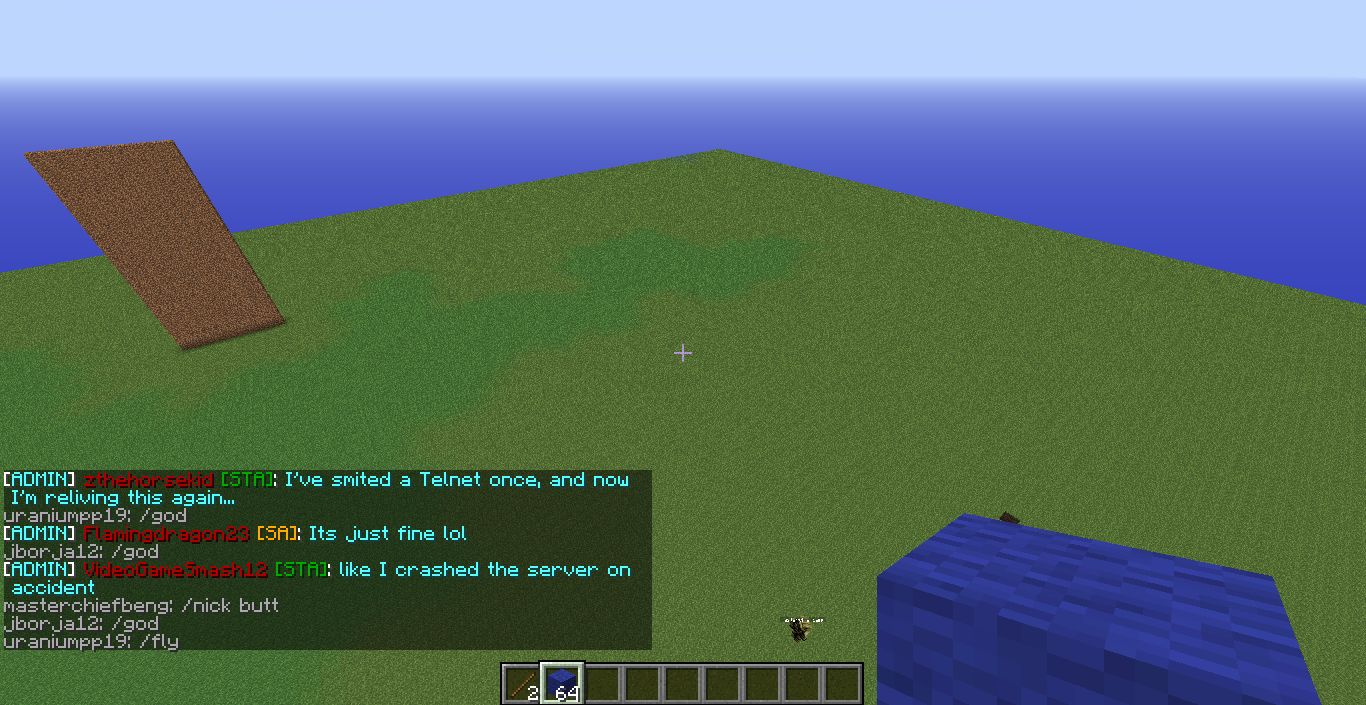 [ADMIN] zthehorsekid [STA]: I've smited a Telnet once, and now
I'm reliving this again...
uraniumpp19: /god
[ADMIN] Flamingdragon23 [SA]: Its just fine lol
jborja12: /god
[ADMIN] VideoGameSmash12 [STA]: like I crashed the server on
accident
masterchiefbeng: /nick butt
jborja12: /god
uraniumpp19: /fly
2 64